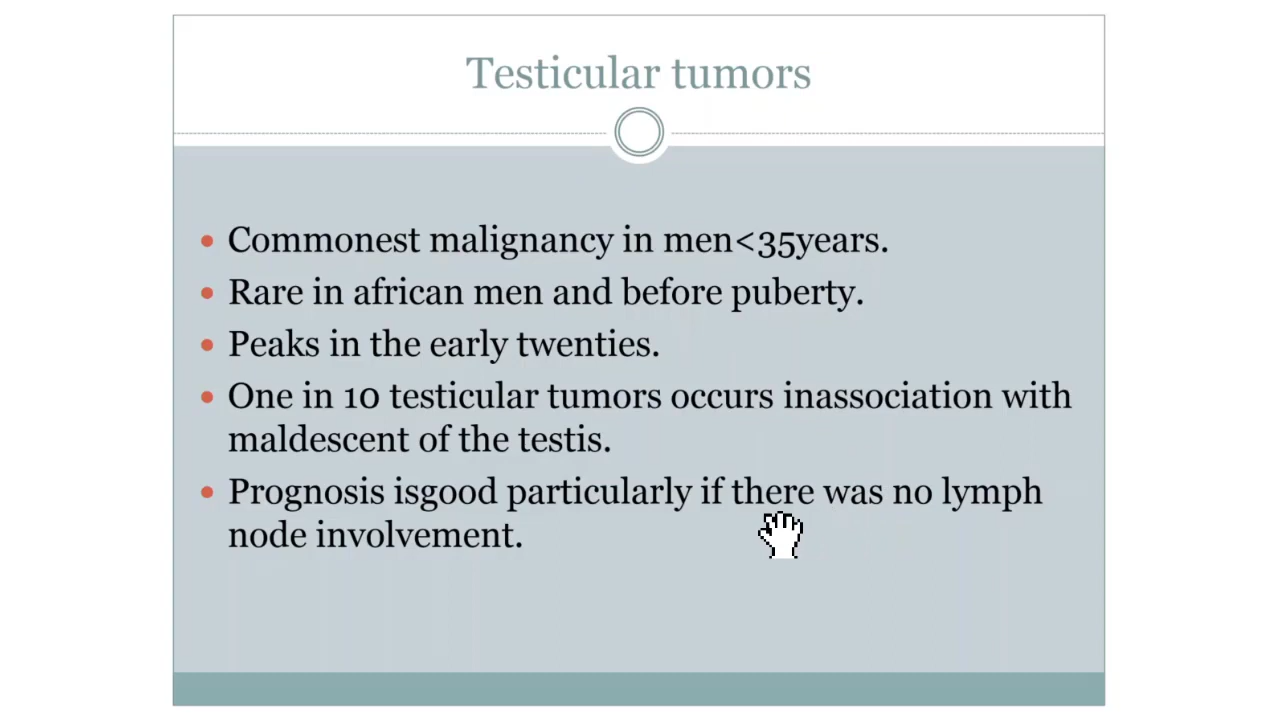 Testicular tumors
Commonest malignancy in men<35years.
Rare in african men and before puberty.
Peaks in the early twenties.
One in 10 testicular tumors occurs inassociation with
maldescent of the testis.
Prognosis isgood particularly if there was no lymph
node involvement.